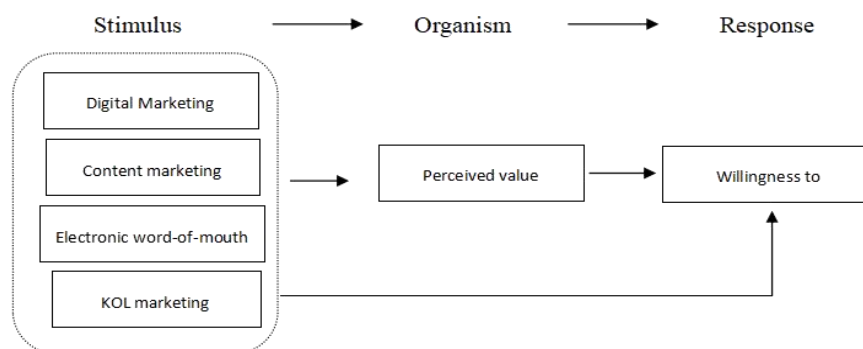 Stimulus
Organism
Response
Digital Marketing
Content marketing
Perceived value
Willingness to
Electronic word-of-mouth
KOL marketing